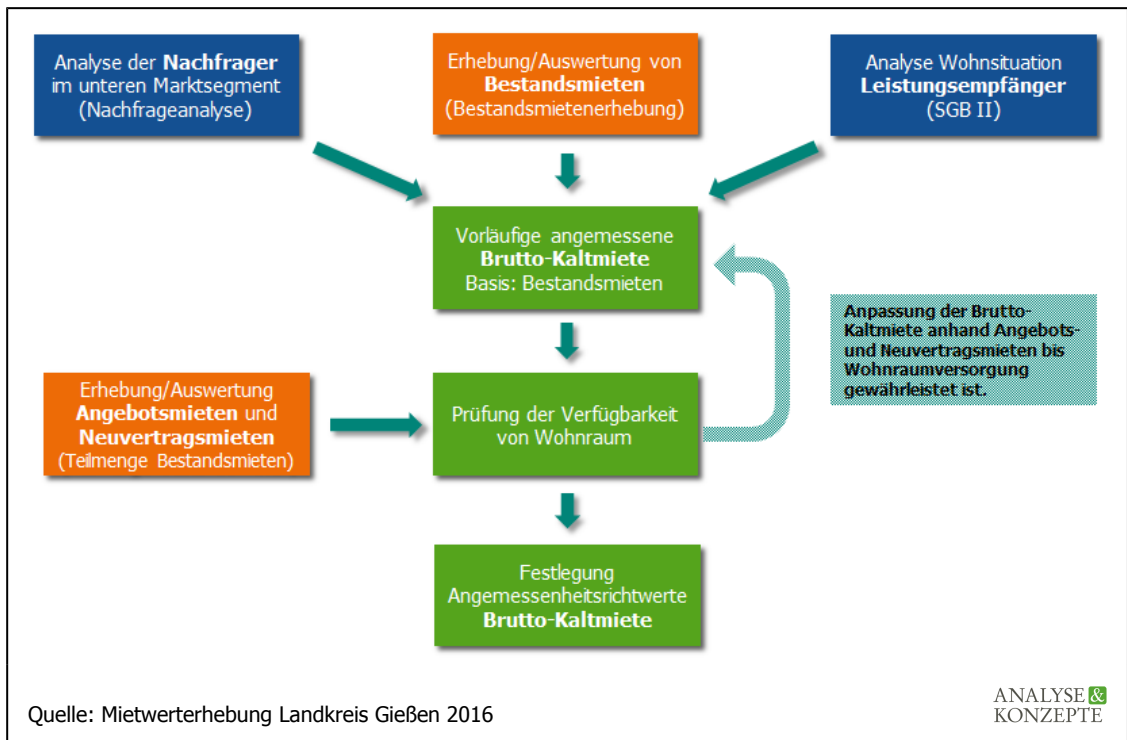 Analyse der Nachfrager
im unteren Marktsegment
(Nachfrageanalyse)
Erhebung/Auswertung von
Bestandsmieten
(Bestandsmietenerhebung)
Analyse Wohnsituation
Leistungsempfänger
(SGB II)
Vorläufige angemessene
Brutto-Kaltmiete
Basis: Bestandsmieten
Anpassung der Brutto-
Kaltmiete anhand Angebots-
und Neuvertragsmieten bis
Wohnraumversorgung
gewährleistet ist.
Erhebung/Auswertung
Angebotsmieten und
Neuvertragsmieten
(Teilmenge Bestandsmieten)
Prüfung der Verfügbarkeit
von Wohnraum
Festlegung
Angemessenheitsrichtwerte
Brutto-Kaltmiete
Quelle: Mietwerterhebung Landkreis Gießen 2016
ANALYSE &
KONZEPTE